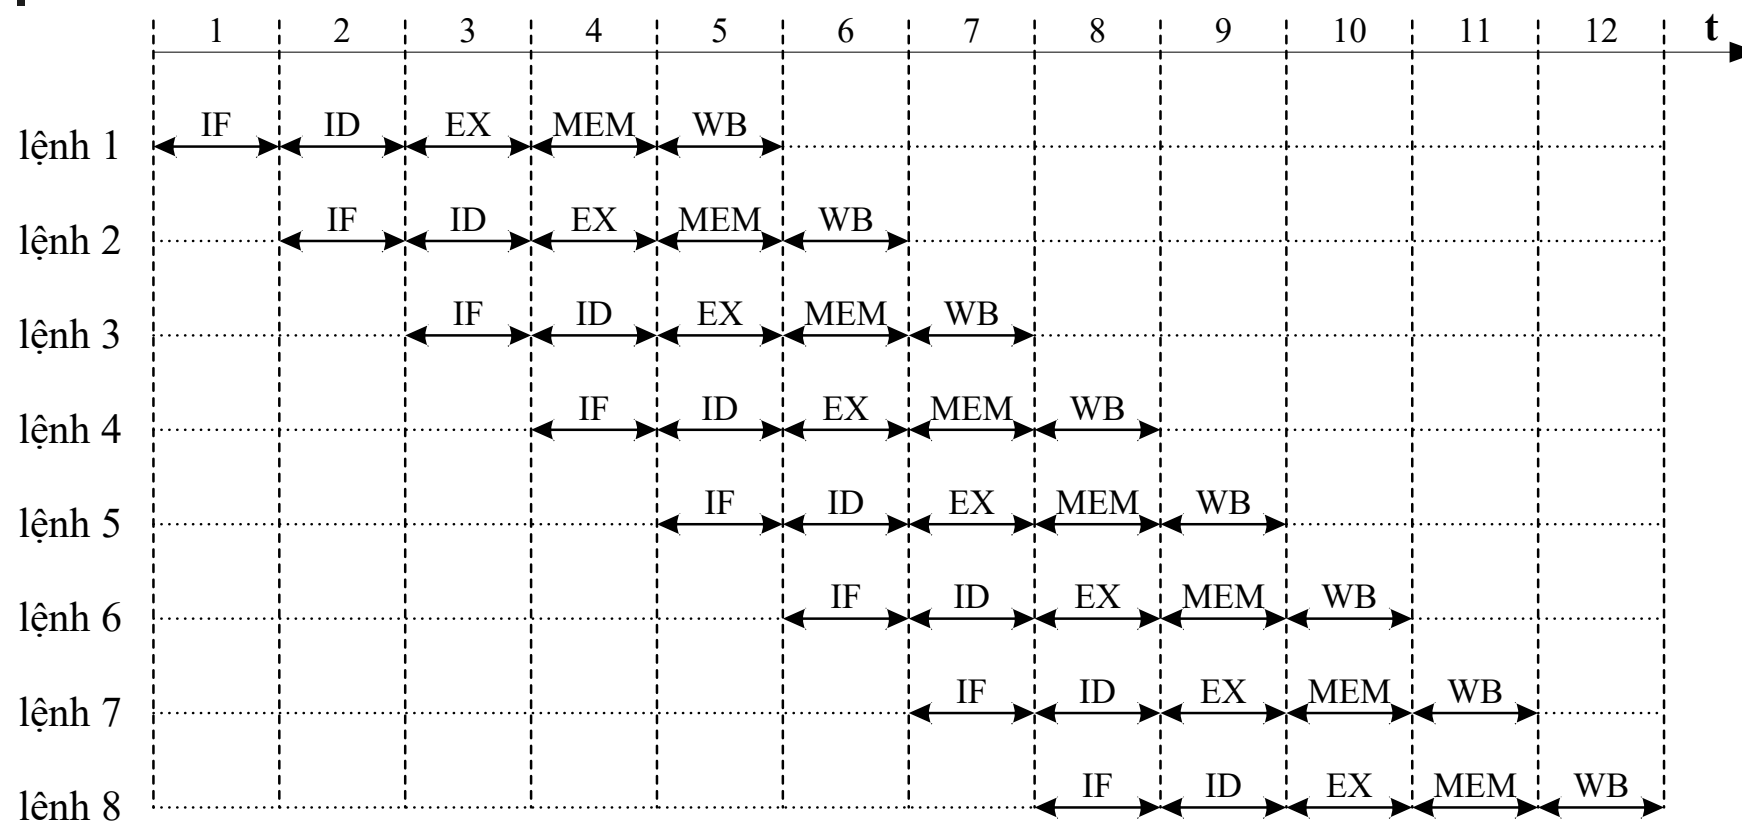 1 2 3 4 5 6 7 8 9 10 11 12 t
lệnh 1 IF ID EX MEM WB
lệnh 2 IF ID EX MEM WB
lệnh 3 IF ID EX MEM WB
lệnh 4 IF ID EX MEM WB
lệnh 5 IF ID EX MEM WB
lệnh 6 IF ID EX MEM WB
lệnh 7 IF ID EX MEM WB
lệnh 8 IF ID EX MEM WB